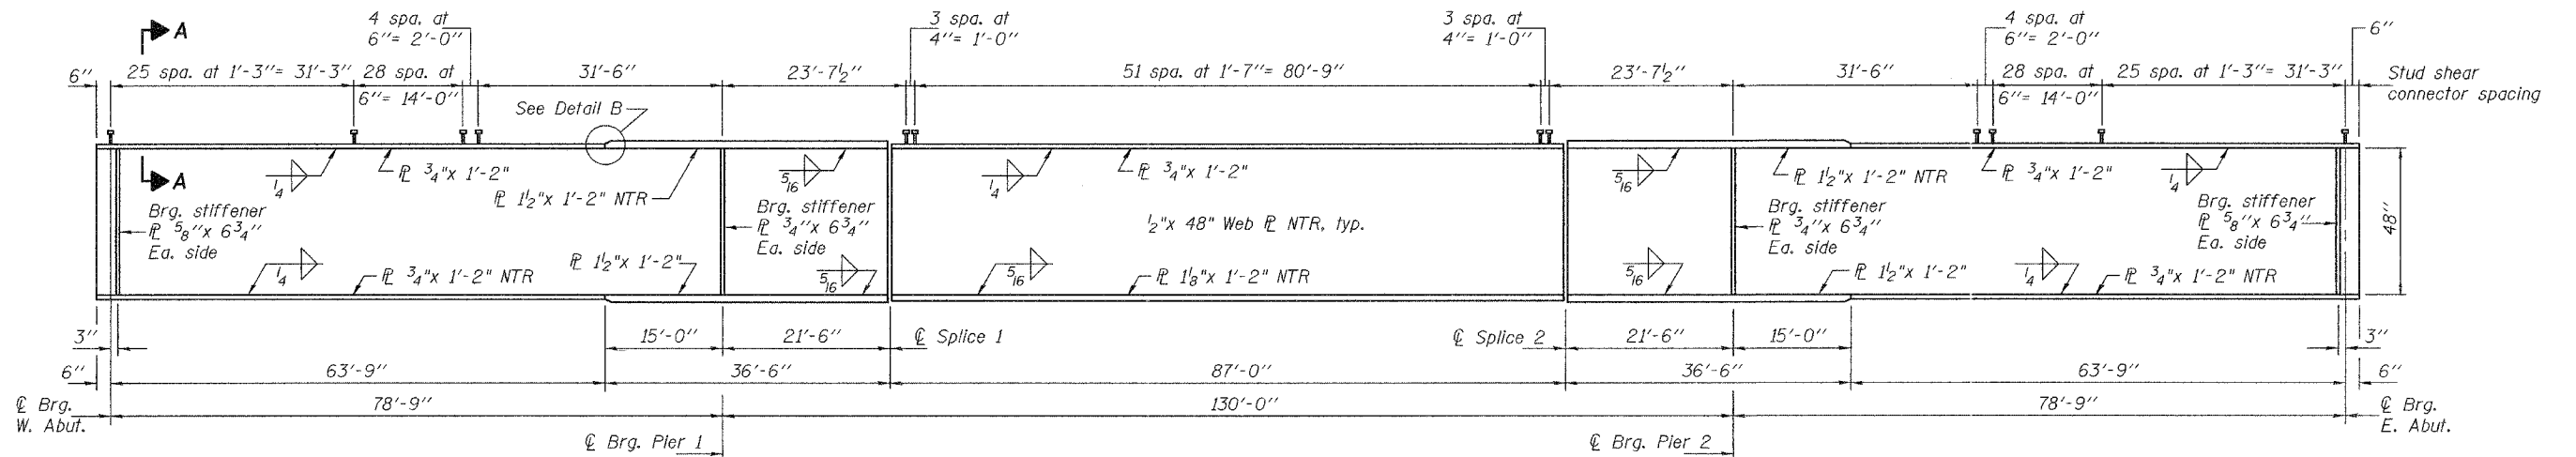 A
4 spa. at
6"= 2'-0"
3 spa. at
4"= 1'-0"
3 spa. at
4"= 1'-0"
4 spa. at
6"= 2'-0"
6"
6"
25 spa. at 1'-3"= 31'-3"
28 spa. at
6"= 14'-0"
31'-6"
23'-7½"
51 spa. at 1'-7"= 80'-9"
23'-7½"
31'-6"
28 spa. at
6"= 14'-0"
25 spa. at 1'-3"= 31'-3"
Stud shear
connector spacing
See Detail B
A
¼
℄ ¾"x 1'-2"
℄ 1½"x 1'-2" NTR
5/16
¼
℄ ¾"x 1'-2"
5/16
℄ 1½"x 1'-2" NTR
℄ ¾"x 1'-2"
¼
Brg. stiffener
℄ ⅝"x 6¾"
Ea. side
Brg. stiffener
℄ ¾"x 6¾"
Ea. side
½"x 48" Web ℄ NTR, typ.
Brg. stiffener
℄ ¾"x 6¾"
Ea. side
Brg. stiffener
℄ ⅝"x 6¾"
Ea. side
48"
¼
℄ ¾"x 1'-2" NTR
℄ 1½"x 1'-2"
5/16
5/16
℄ 1⅛"x 1'-2" NTR
5/16
℄ 1½"x 1'-2"
¼
℄ ¾"x 1'-2" NTR
3"
15'-0"
21'-6"
℄ Splice 1
℄ Splice 2
21'-6"
15'-0"
3"
6"
63'-9"
36'-6"
87'-0"
36'-6"
63'-9"
6"
℄ Brg.
W. Abut.
78'-9"
130'-0"
78'-9"
℄ Brg.
E. Abut.
℄ Brg. Pier 1
℄ Brg. Pier 2